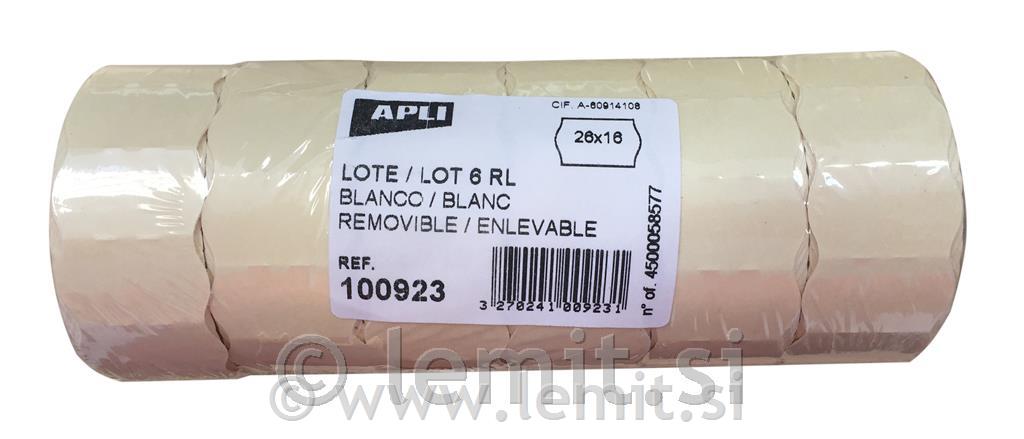 APLI
CIF. A-60914108
26x16
LOTE / LOT 6 RL
BLANCO / BLANC
REMOVIBLE / ENLEVABLE
REF.
100923
3 270241 009231
nº of. 4500058577
© lemit.si
©www.lemit.si